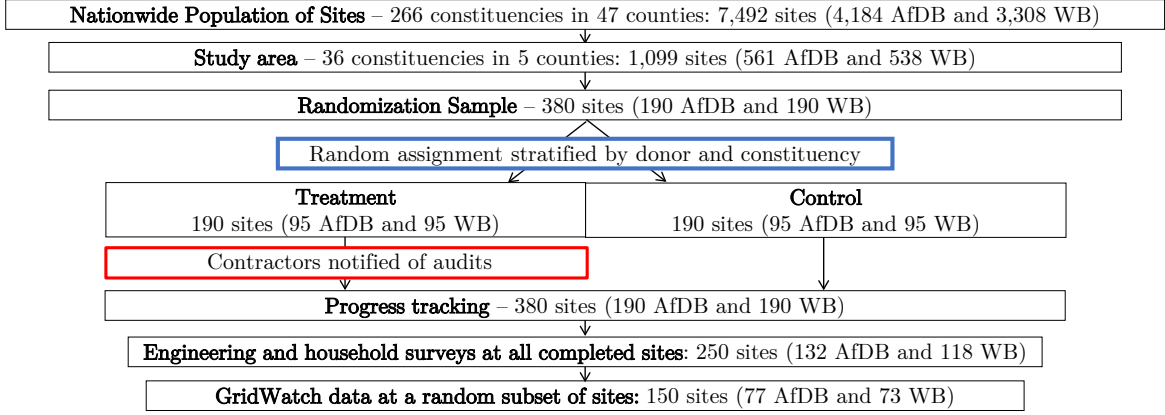 Nationwide Population of Sites – 266 constituencies in 47 counties: 7,492 sites (4,184 AfDB and 3,308 WB)
Study area – 36 constituencies in 5 counties: 1,099 sites (561 AfDB and 538 WB)
Randomization Sample – 380 sites (190 AfDB and 190 WB)
Random assignment stratified by donor and constituency
Treatment
190 sites (95 AfDB and 95 WB)
Control
190 sites (95 AfDB and 95 WB)
Contractors notified of audits
Progress tracking – 380 sites (190 AfDB and 190 WB)
Engineering and household surveys at all completed sites: 250 sites (132 AfDB and 118 WB)
GridWatch data at a random subset of sites: 150 sites (77 AfDB and 73 WB)